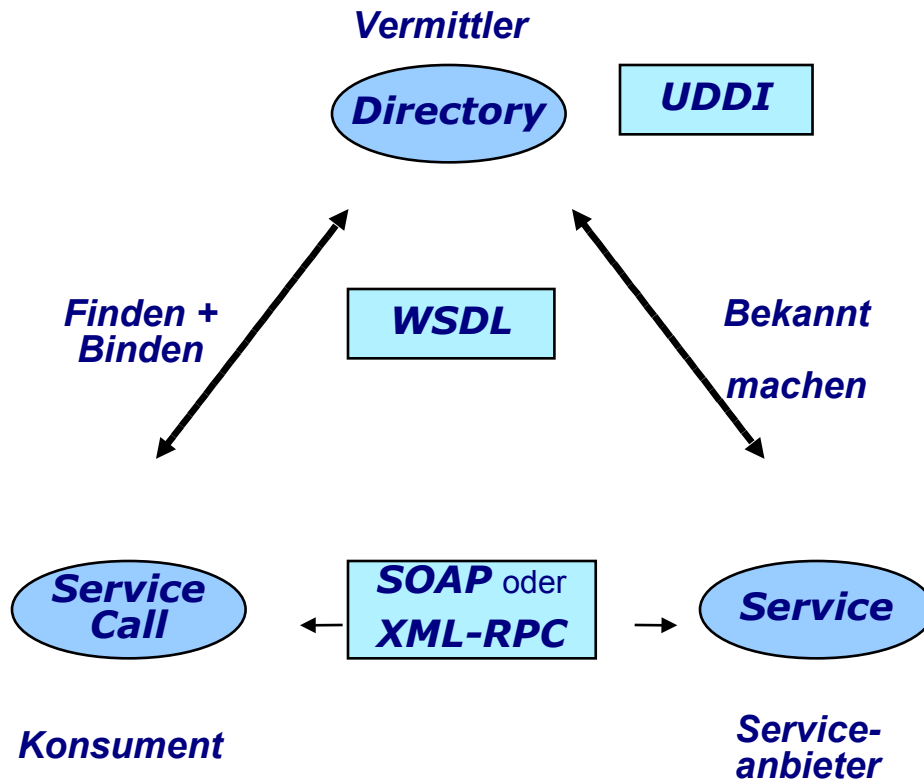 Vermittler
Directory
UDDI
Finden +
Binden
WSDL
Bekannt
machen
Service
Call
SOAP oder
XML-RPC
Service
Konsument
Service-
anbieter